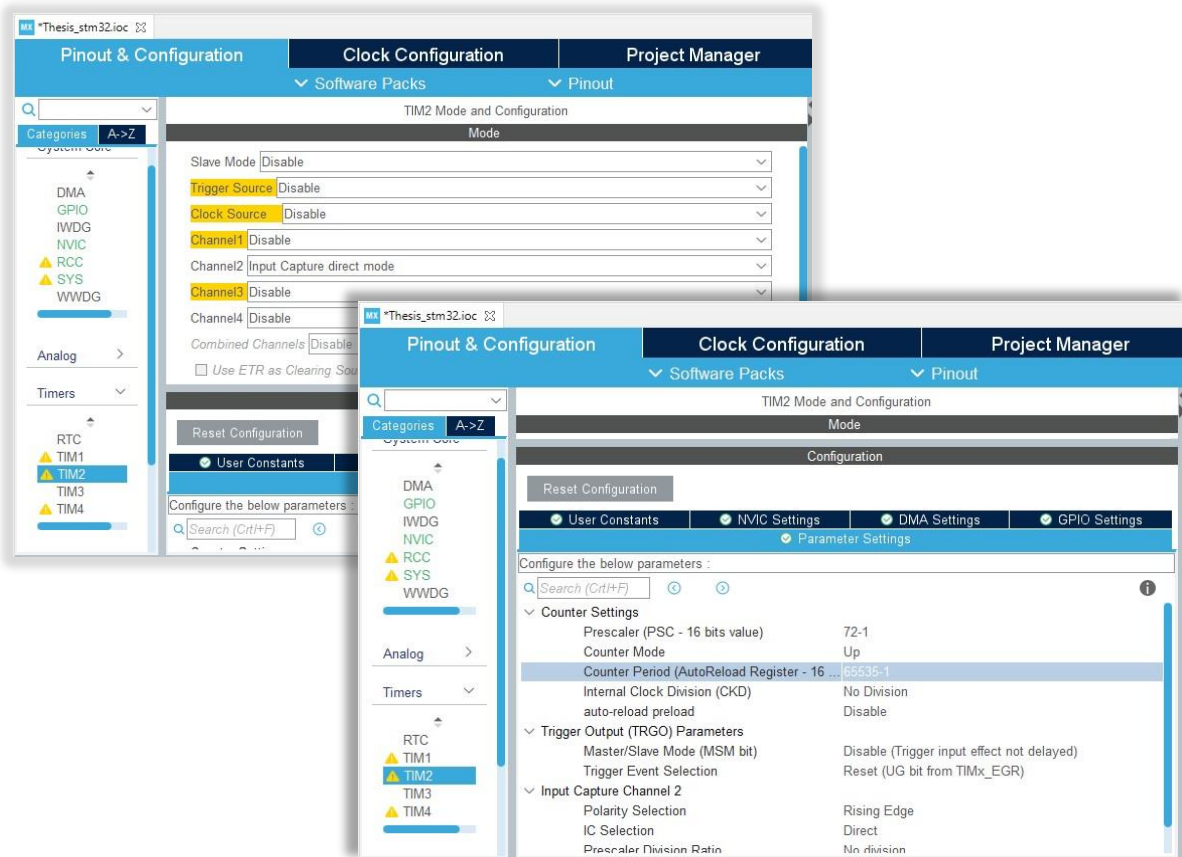 *Thesis_stm32.ioc
Pinout & Configuration Clock Configuration Project Manager
Software Packs Pinout
TIM2 Mode and Configuration
Categories A->Z
Mode
System Core
Slave Mode Disable
DMA
Trigger Source Disable
GPIO
Clock Source Disable
IWDG
NVIC
Channel1 Disable
RCC
Channel2 Input Capture direct mode
SYS
WWDG
Channel3 Disable
Channel4 Disable
Combined Channels Disable
Analog
Use ETR as Clearing Sou
Timers
Reset Configuration
RTC
TIM1
User Constants
TIM2
TIM3
Configure the below parameters :
TIM4
Search (Crtl+F)
*Thesis_stm32.ioc
Pinout & Configuration Clock Configuration Project Manager
Software Packs Pinout
TIM2 Mode and Configuration
Categories A->Z
Mode
System Core
Configuration
DMA
Reset Configuration
GPIO
IWDG
User Constants NVIC Settings DMA Settings GPIO Settings
NVIC
Parameter Settings
RCC
Configure the below parameters :
SYS
WWDG
Search (Crtl+F)
Counter Settings
Prescaler (PSC - 16 bits value) 72-1
Analog
Counter Mode Up
Counter Period (AutoReload Register - 16 ... 65535-1
Timers
Internal Clock Division (CKD) No Division
auto-reload preload Disable
Trigger Output (TRGO) Parameters
RTC
Master/Slave Mode (MSM bit) Disable (Trigger input effect not delayed)
TIM1
Trigger Event Selection Reset (UG bit from TIMx_EGR)
TIM2
Input Capture Channel 2
TIM3
Polarity Selection Rising Edge
TIM4
IC Selection Direct
Prescaler Division Ratio No division